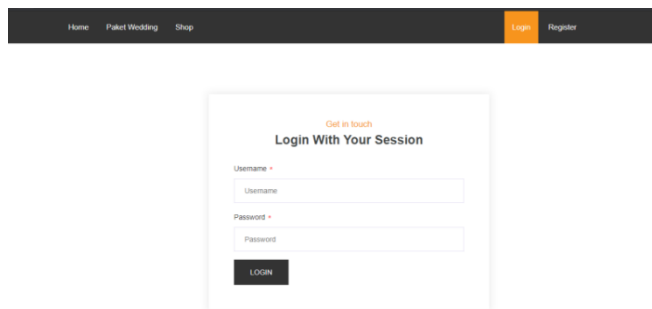 Home Paket Wedding Shop Login Register
Get in touch
Login With Your Session
Username *
Username
Password *
Password
LOGIN